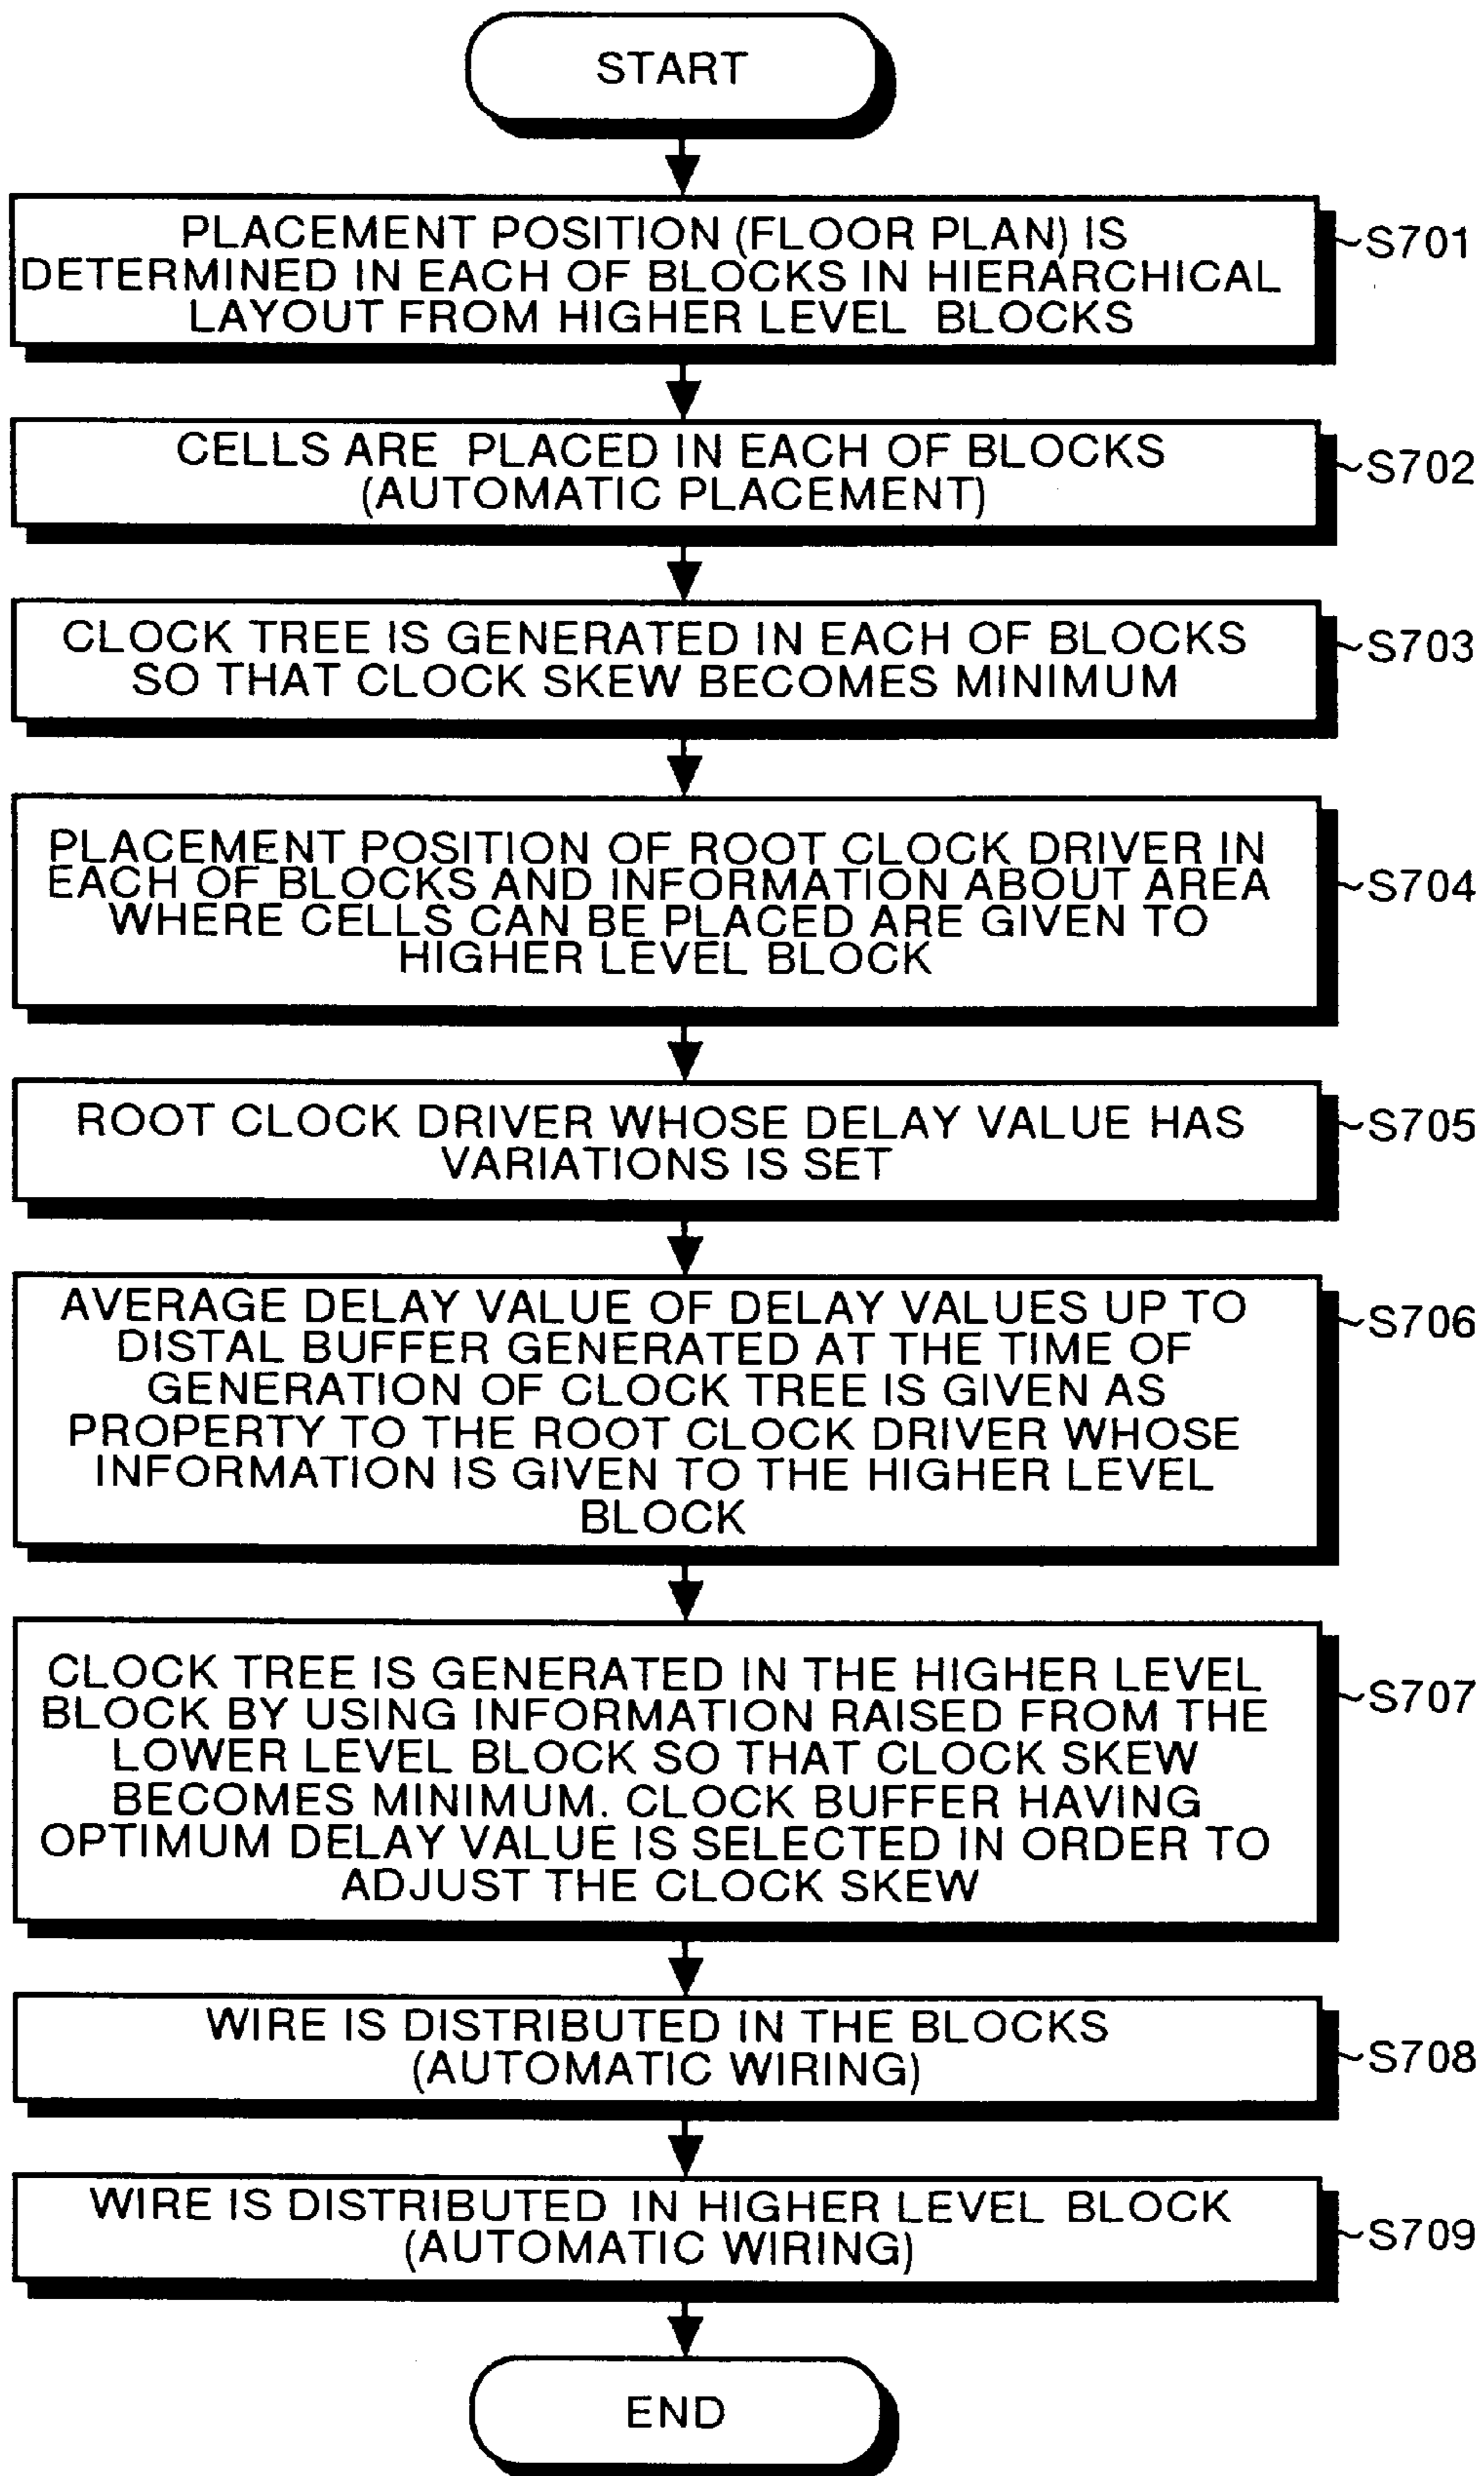 START
PLACEMENT POSITION (FLOOR PLAN) IS
DETERMINED IN EACH OF BLOCKS IN HIERARCHICAL
LAYOUT FROM HIGHER LEVEL BLOCKS
S701
CELLS ARE PLACED IN EACH OF BLOCKS
(AUTOMATIC PLACEMENT)
S702
CLOCK TREE IS GENERATED IN EACH OF BLOCKS
SO THAT CLOCK SKEW BECOMES MINIMUM
S703
PLACEMENT POSITION OF ROOT CLOCK DRIVER IN
EACH OF BLOCKS AND INFORMATION ABOUT AREA
WHERE CELLS CAN BE PLACED ARE GIVEN TO
HIGHER LEVEL BLOCK
S704
ROOT CLOCK DRIVER WHOSE DELAY VALUE HAS
VARIATIONS IS SET
S705
AVERAGE DELAY VALUE OF DELAY VALUES UP TO
DISTAL BUFFER GENERATED AT THE TIME OF
GENERATION OF CLOCK TREE IS GIVEN AS
PROPERTY TO THE ROOT CLOCK DRIVER WHOSE
INFORMATION IS GIVEN TO THE HIGHER LEVEL
BLOCK
S706
CLOCK TREE IS GENERATED IN THE HIGHER LEVEL
BLOCK BY USING INFORMATION RAISED FROM THE
LOWER LEVEL BLOCK SO THAT CLOCK SKEW
BECOMES MINIMUM. CLOCK BUFFER HAVING
OPTIMUM DELAY VALUE IS SELECTED IN ORDER TO
ADJUST THE CLOCK SKEW
S707
WIRE IS DISTRIBUTED IN THE BLOCKS
(AUTOMATIC WIRING)
S708
WIRE IS DISTRIBUTED IN HIGHER LEVEL BLOCK
(AUTOMATIC WIRING)
S709
END